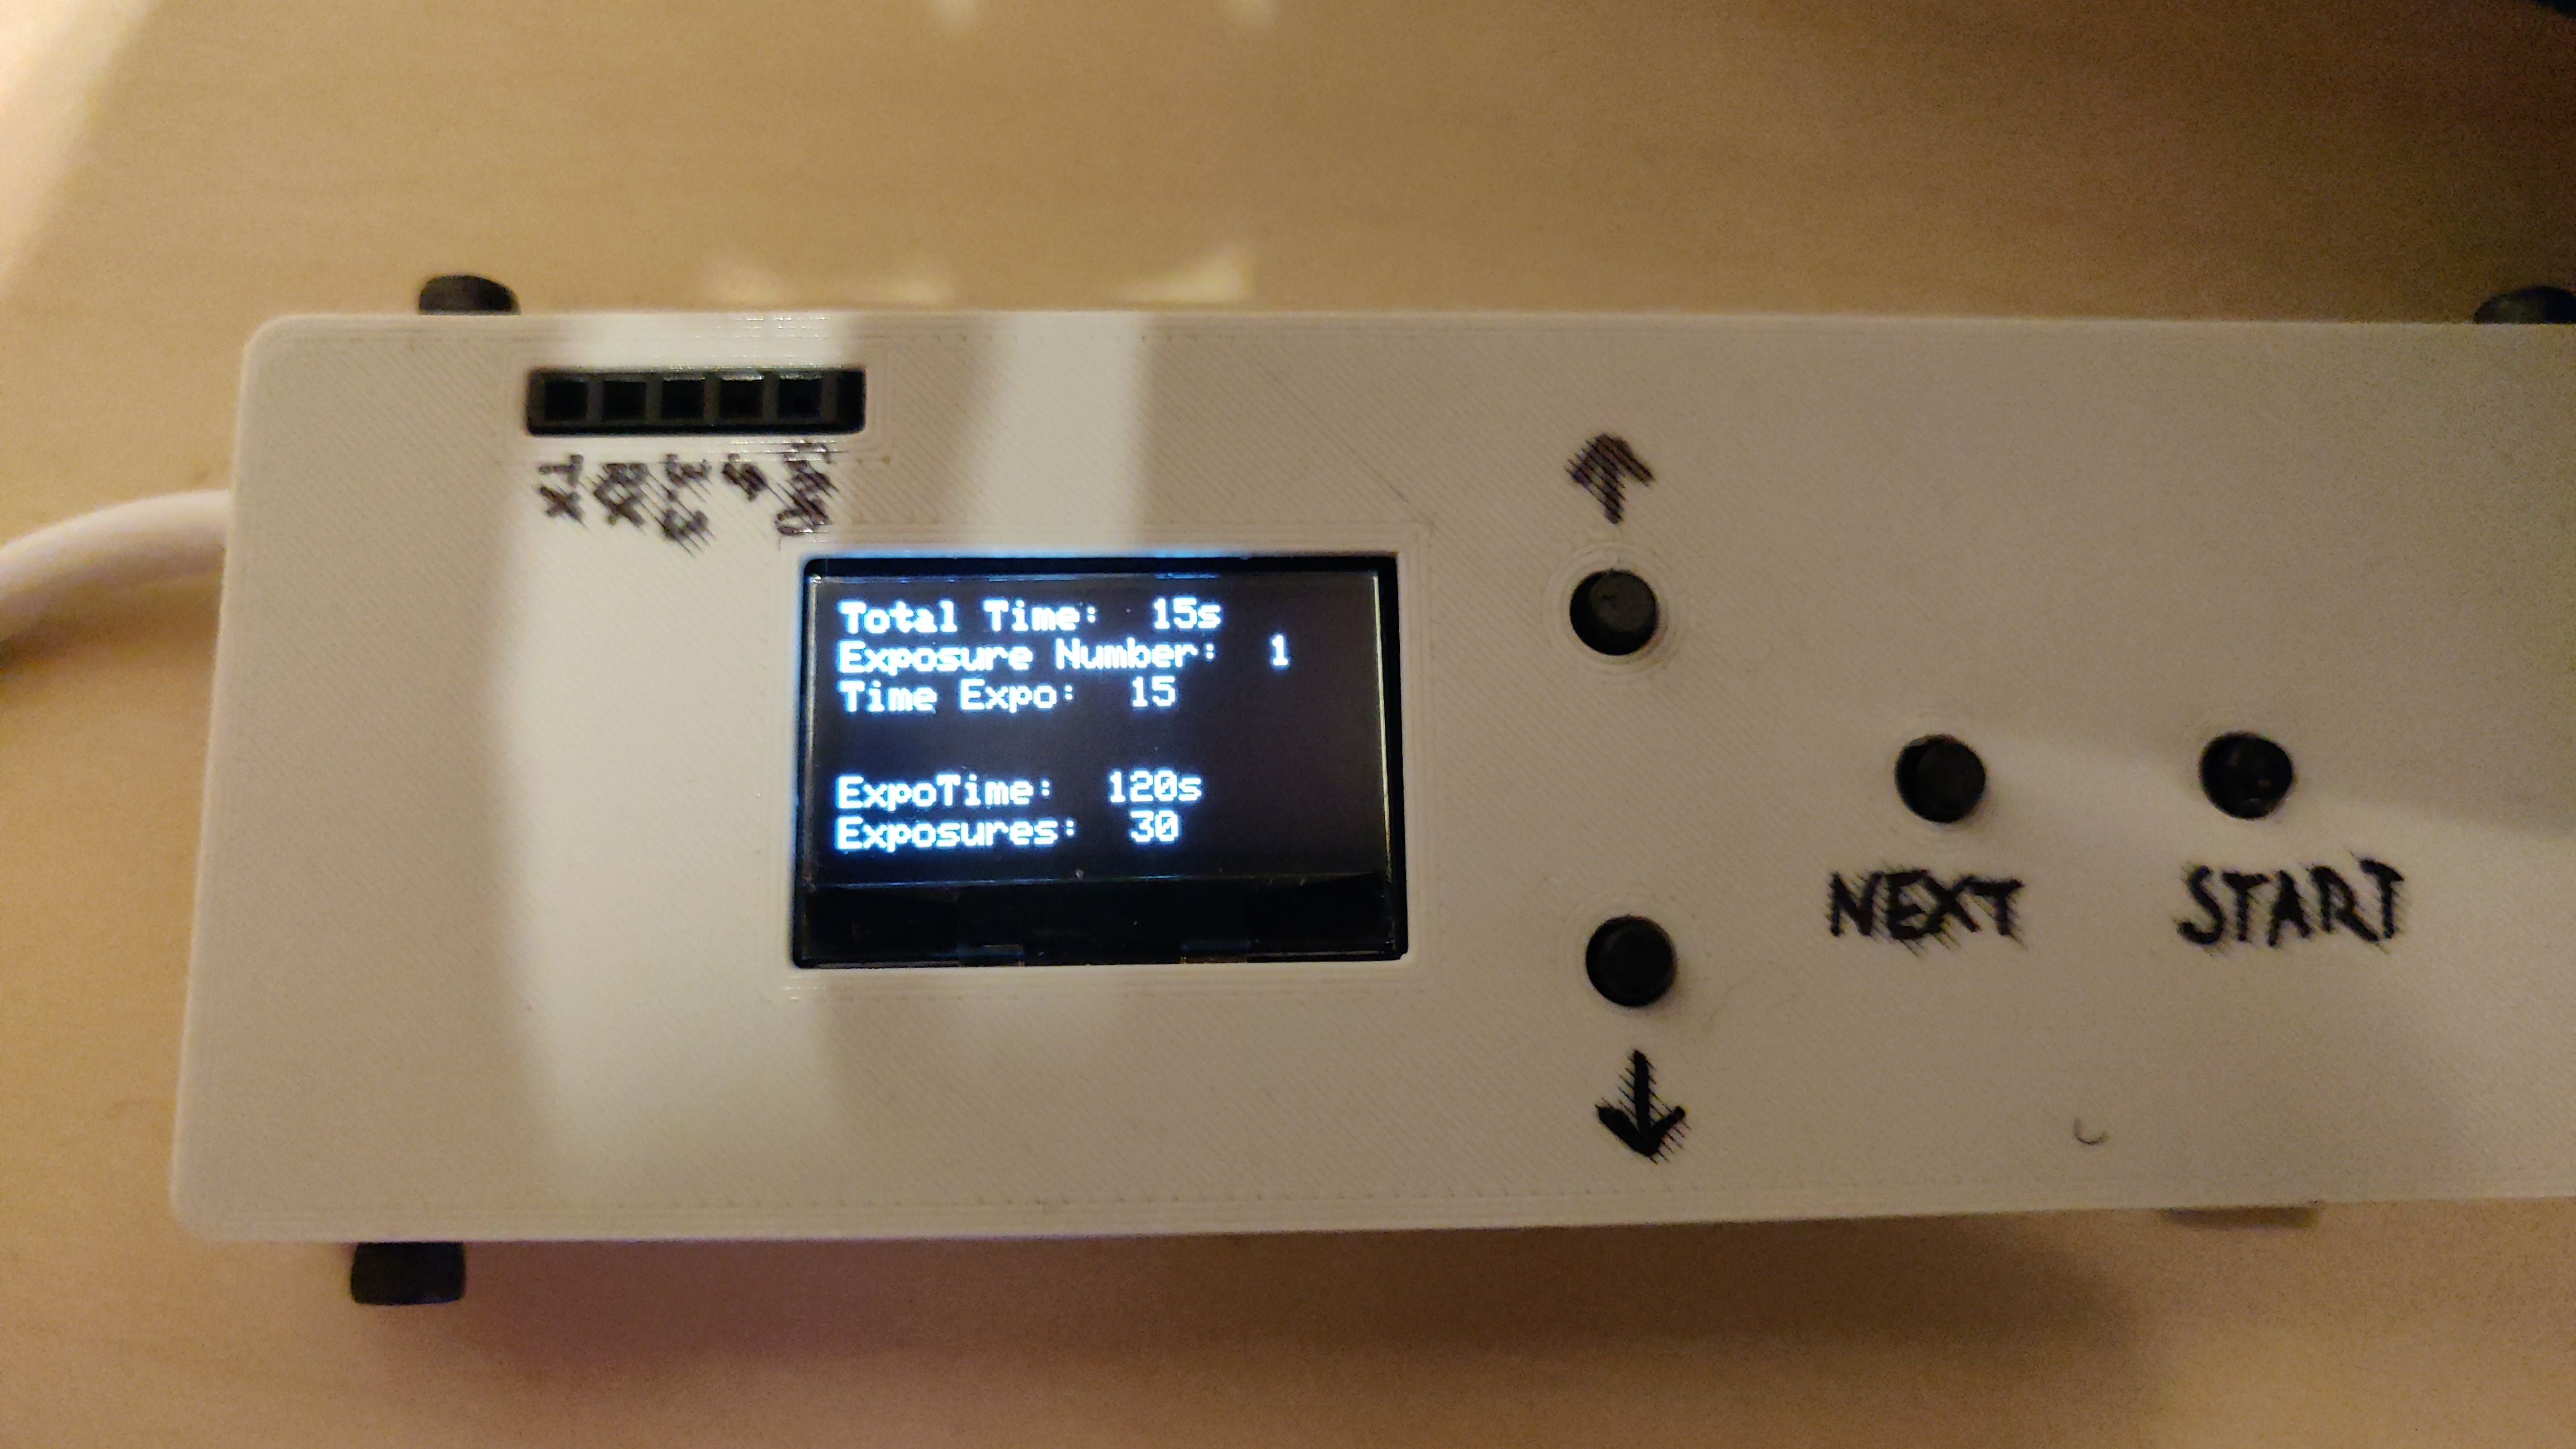 TX
RX
3.3
5
GND
↑
Total Time: 15s
Exposure Number: 1
Time Expo: 15
ExpoTime: 120s
Exposures: 30
NEXT
START
↓